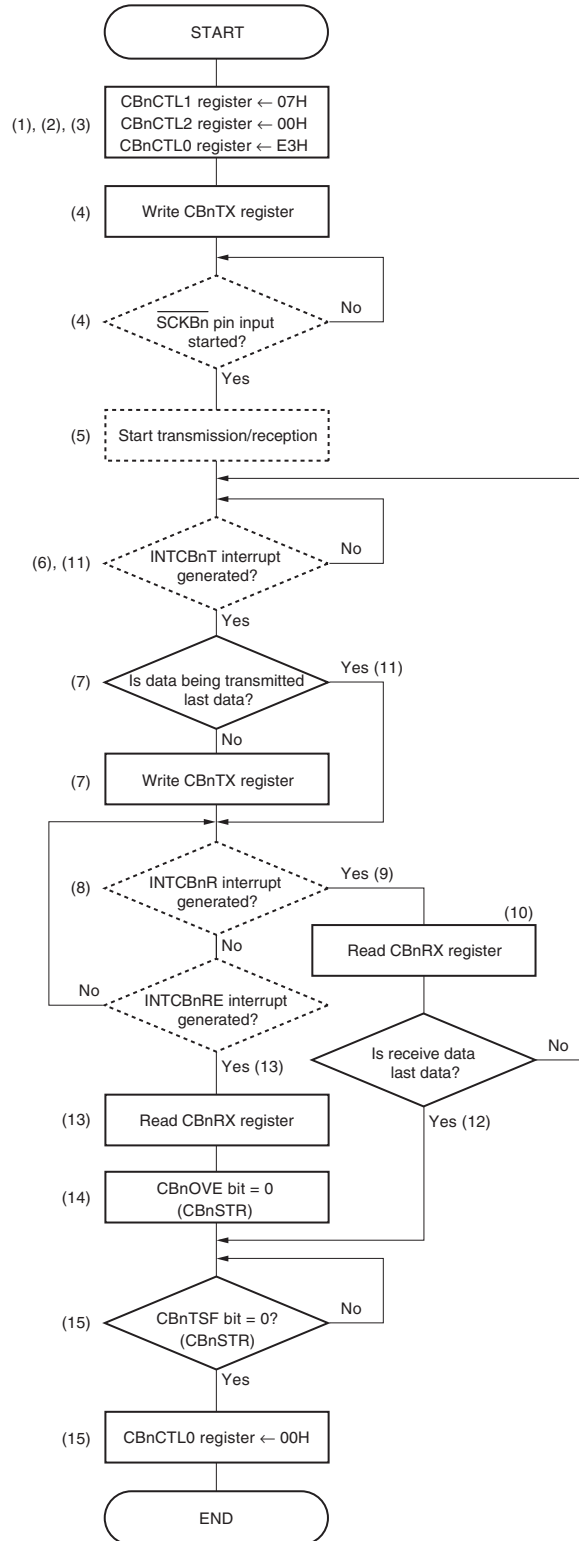 START
(1), (2), (3)
CBnCTL1 register ← 07H
CBnCTL2 register ← 00H
CBnCTL0 register ← E3H
(4)
Write CBnTX register
(4)
SCKBn pin input
started?
No
Yes
(5)
Start transmission/reception
(6), (11)
INTCBnT interrupt
generated?
No
Yes
(7)
Is data being transmitted
last data?
Yes (11)
No
(7)
Write CBnTX register
(8)
INTCBnR interrupt
generated?
Yes (9)
No
(10)
Read CBnRX register
No
INTCBnRE interrupt
generated?
Yes (13)
Is receive data
last data?
No
Yes (12)
(13)
Read CBnRX register
(14)
CBnOVE bit = 0
(CBnSTR)
(15)
CBnTSF bit = 0?
(CBnSTR)
No
Yes
(15)
CBnCTL0 register ← 00H
END